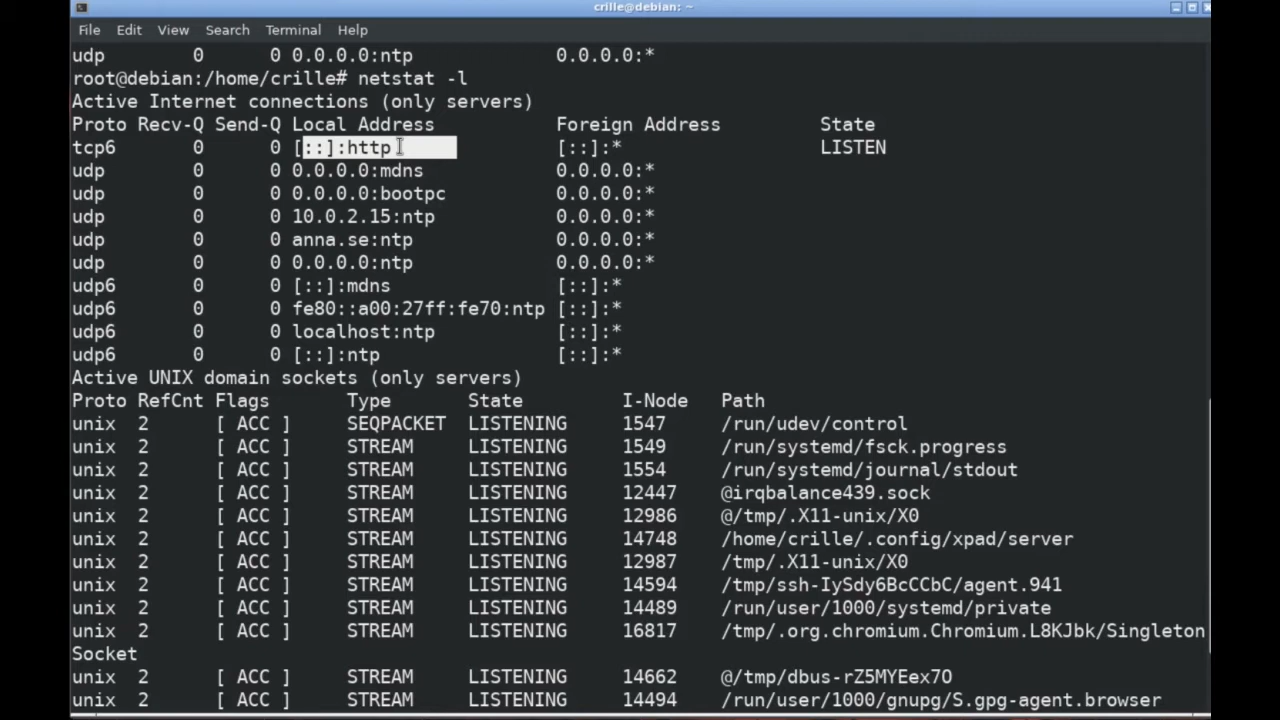 crille@debian: ~
File Edit View Search Terminal Help
udp 0 0 0.0.0.0:ntp 0.0.0.0:*
root@debian:/home/crille# netstat -l
Active Internet connections (only servers)
Proto Recv-Q Send-Q Local Address Foreign Address State
tcp6 0 0 [::]:http [::]:* LISTEN
udp 0 0 0.0.0.0:mdns 0.0.0.0:*
udp 0 0 0.0.0.0:bootpc 0.0.0.0:*
udp 0 0 10.0.2.15:ntp 0.0.0.0:*
udp 0 0 anna.se:ntp 0.0.0.0:*
udp 0 0 0.0.0.0:ntp 0.0.0.0:*
udp6 0 0 [::]:mdns [::]:*
udp6 0 0 fe80::a00:27ff:fe70:ntp [::]:*
udp6 0 0 localhost:ntp [::]:*
udp6 0 0 [::]:ntp [::]:*
Active UNIX domain sockets (only servers)
Proto RefCnt Flags Type State I-Node Path
unix 2 [ ACC ] SEQPACKET LISTENING 1547 /run/udev/control
unix 2 [ ACC ] STREAM LISTENING 1549 /run/systemd/fsck.progress
unix 2 [ ACC ] STREAM LISTENING 1554 /run/systemd/journal/stdout
unix 2 [ ACC ] STREAM LISTENING 12447 @irqbalance439.sock
unix 2 [ ACC ] STREAM LISTENING 12986 @/tmp/.X11-unix/X0
unix 2 [ ACC ] STREAM LISTENING 14748 /home/crille/.config/xpad/server
unix 2 [ ACC ] STREAM LISTENING 12987 /tmp/.X11-unix/X0
unix 2 [ ACC ] STREAM LISTENING 14594 /tmp/ssh-IySdy6BcCCbC/agent.941
unix 2 [ ACC ] STREAM LISTENING 14489 /run/user/1000/systemd/private
unix 2 [ ACC ] STREAM LISTENING 16817 /tmp/.org.chromium.Chromium.L8KJbk/Singleton
Socket
unix 2 [ ACC ] STREAM LISTENING 14662 @/tmp/dbus-rZ5MYEex7O
unix 2 [ ACC ] STREAM LISTENING 14494 /run/user/1000/gnupg/S.gpg-agent.browser